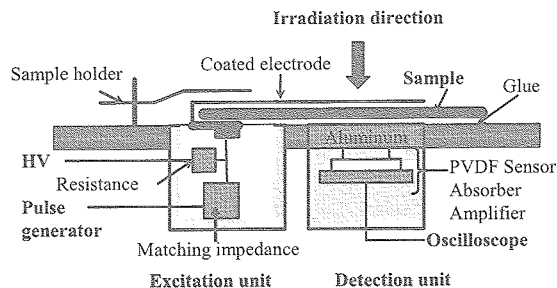 Irradiation direction
Coated electrode
Sample holder
Sample
Glue
Aluminum
HV
Resistance
PVDF Sensor
Absorber
Amplifier
Pulse
generator
Matching impedance
Oscilloscope
Excitation unit
Detection unit